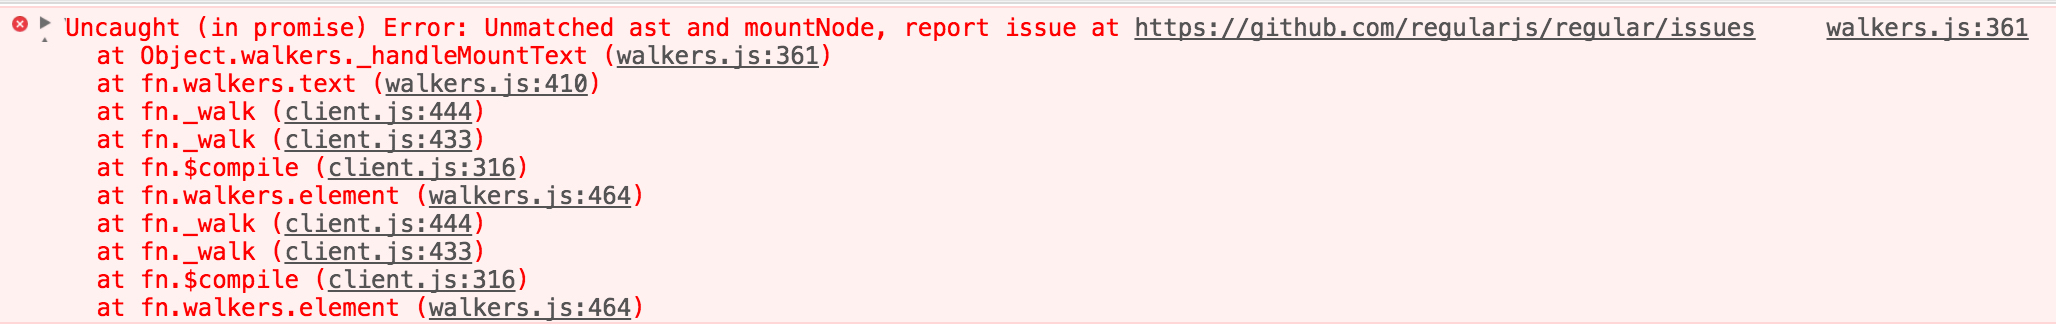 Uncaught (in promise) Error: Unmatched ast and mountNode, report issue at https://github.com/regularjs/regular/issues walkers.js:361
at Object.walkers._handleMountText (walkers.js:361)
at fn.walkers.text (walkers.js:410)
at fn._walk (client.js:444)
at fn._walk (client.js:433)
at fn.$compile (client.js:316)
at fn.walkers.element (walkers.js:464)
at fn._walk (client.js:444)
at fn._walk (client.js:433)
at fn.$compile (client.js:316)
at fn.walkers.element (walkers.js:464)